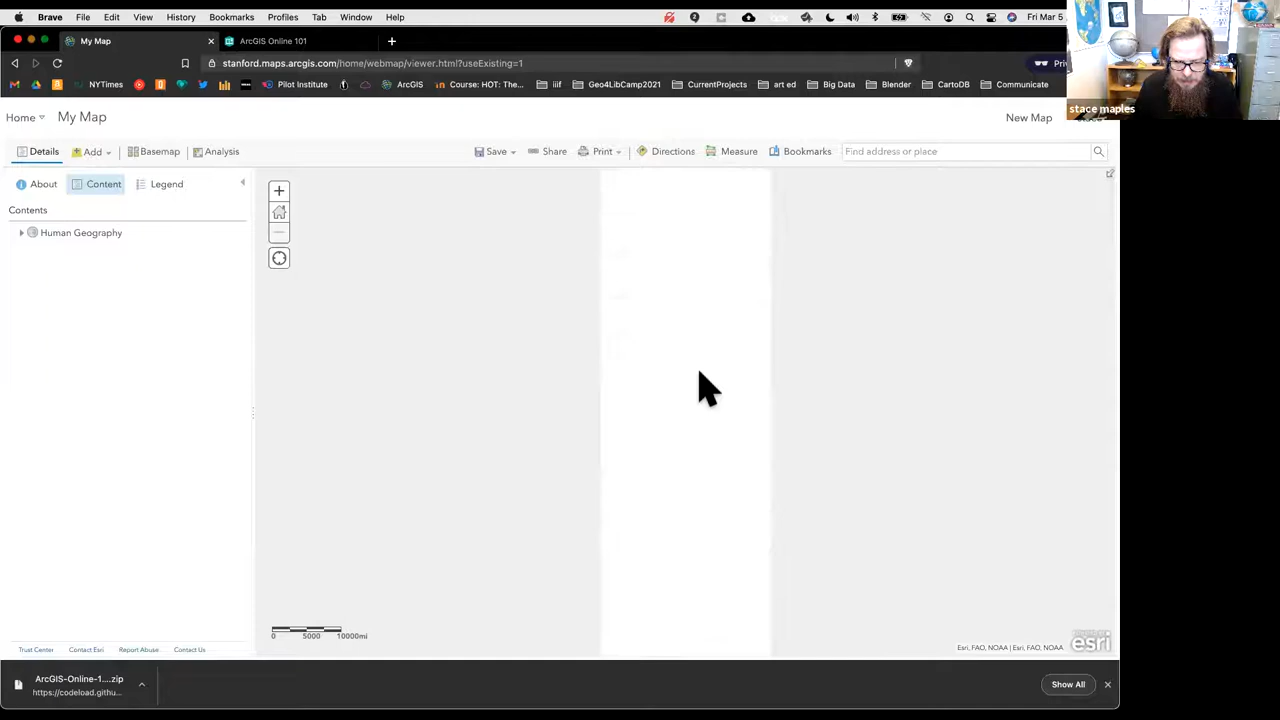 Brave File Edit View History Bookmarks Profiles Tab Window Help Fri Mar 5
My Map ArcGIS Online 101
stanford.maps.arcgis.com/home/webmap/viewer.html?useExisting=1
NYTimes Pilot Institute ArcGIS Course: HOT: The... iiif Geo4LibCamp2021 CurrentProjects art ed Big Data Blender CartoDB Communicate
stace maples
Home My Map New Map
Details Add Basemap Analysis Save Share Print Directions Measure Bookmarks Find address or place
About Content Legend
Contents
Human Geography
0 5000 10000mi
Esri, FAO, NOAA | Esri, FAO, NOAA
esri
Trust Center Contact Esri Report Abuse Contact Us
ArcGIS-Online-1....zip
https://codeload.githu...
Show All